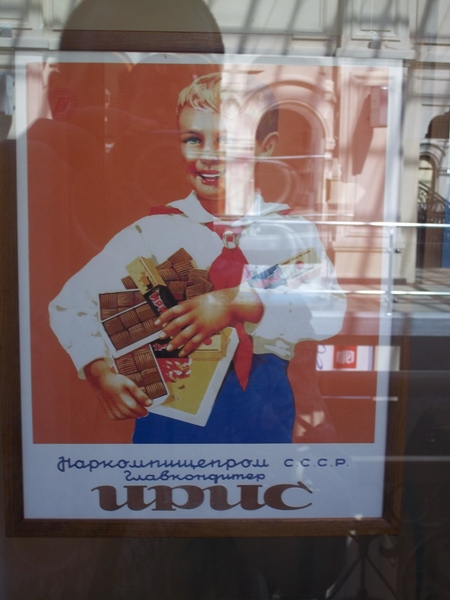 Наркомпищепром С.С.С.Р.
Главкондитер
ирис